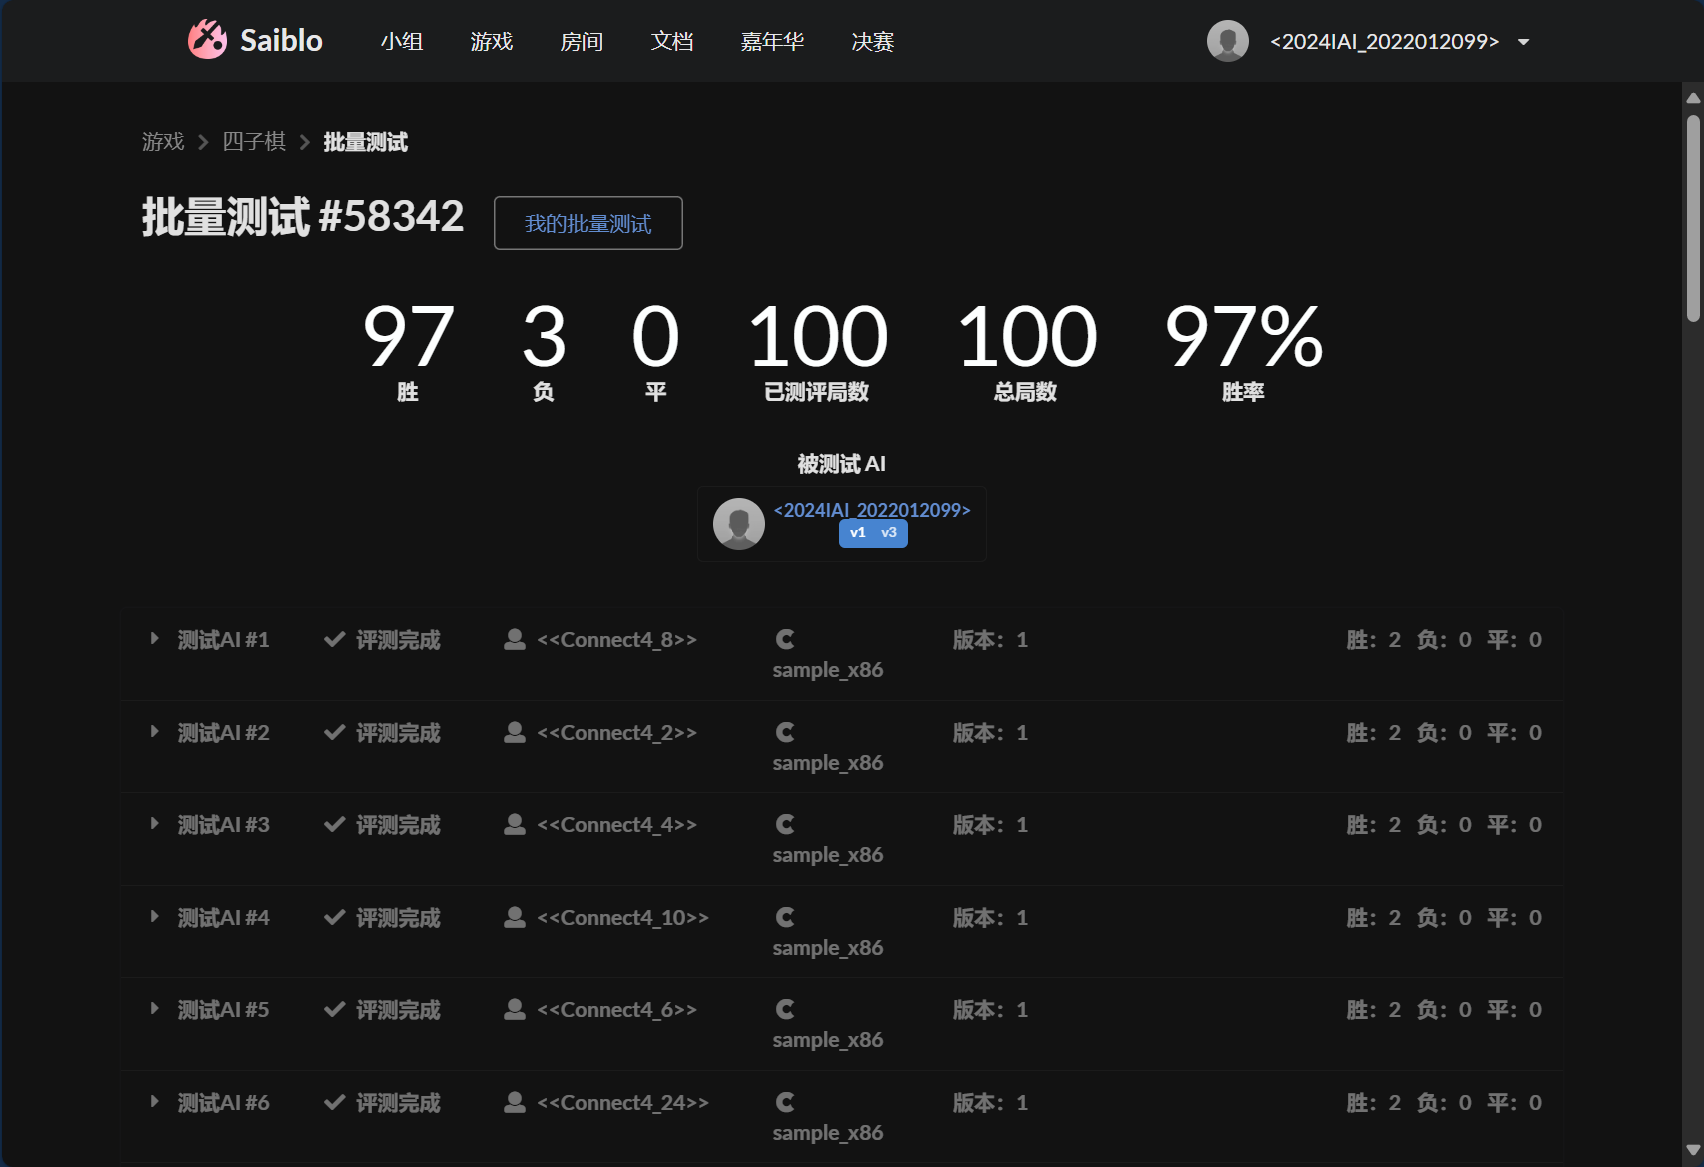 Saiblo 小组 游戏 房间 文档 嘉年华 决赛 <2024IAI_2022012099>
游戏 四子棋 批量测试
批量测试 #58342 我的批量测试
97 3 0 100 100 97%
胜 负 平 已测评局数 总局数 胜率
被测试 AI
<2024IAI_2022012099>
v1 v3
测试AI #1 评测完成 <<Connect4_8>> 版本：1 胜：2 负：0 平：0
sample_x86
测试AI #2 评测完成 <<Connect4_2>> 版本：1 胜：2 负：0 平：0
sample_x86
测试AI #3 评测完成 <<Connect4_4>> 版本：1 胜：2 负：0 平：0
sample_x86
测试AI #4 评测完成 <<Connect4_10>> 版本：1 胜：2 负：0 平：0
sample_x86
测试AI #5 评测完成 <<Connect4_6>> 版本：1 胜：2 负：0 平：0
sample_x86
测试AI #6 评测完成 <<Connect4_24>> 版本：1 胜：2 负：0 平：0
sample_x86